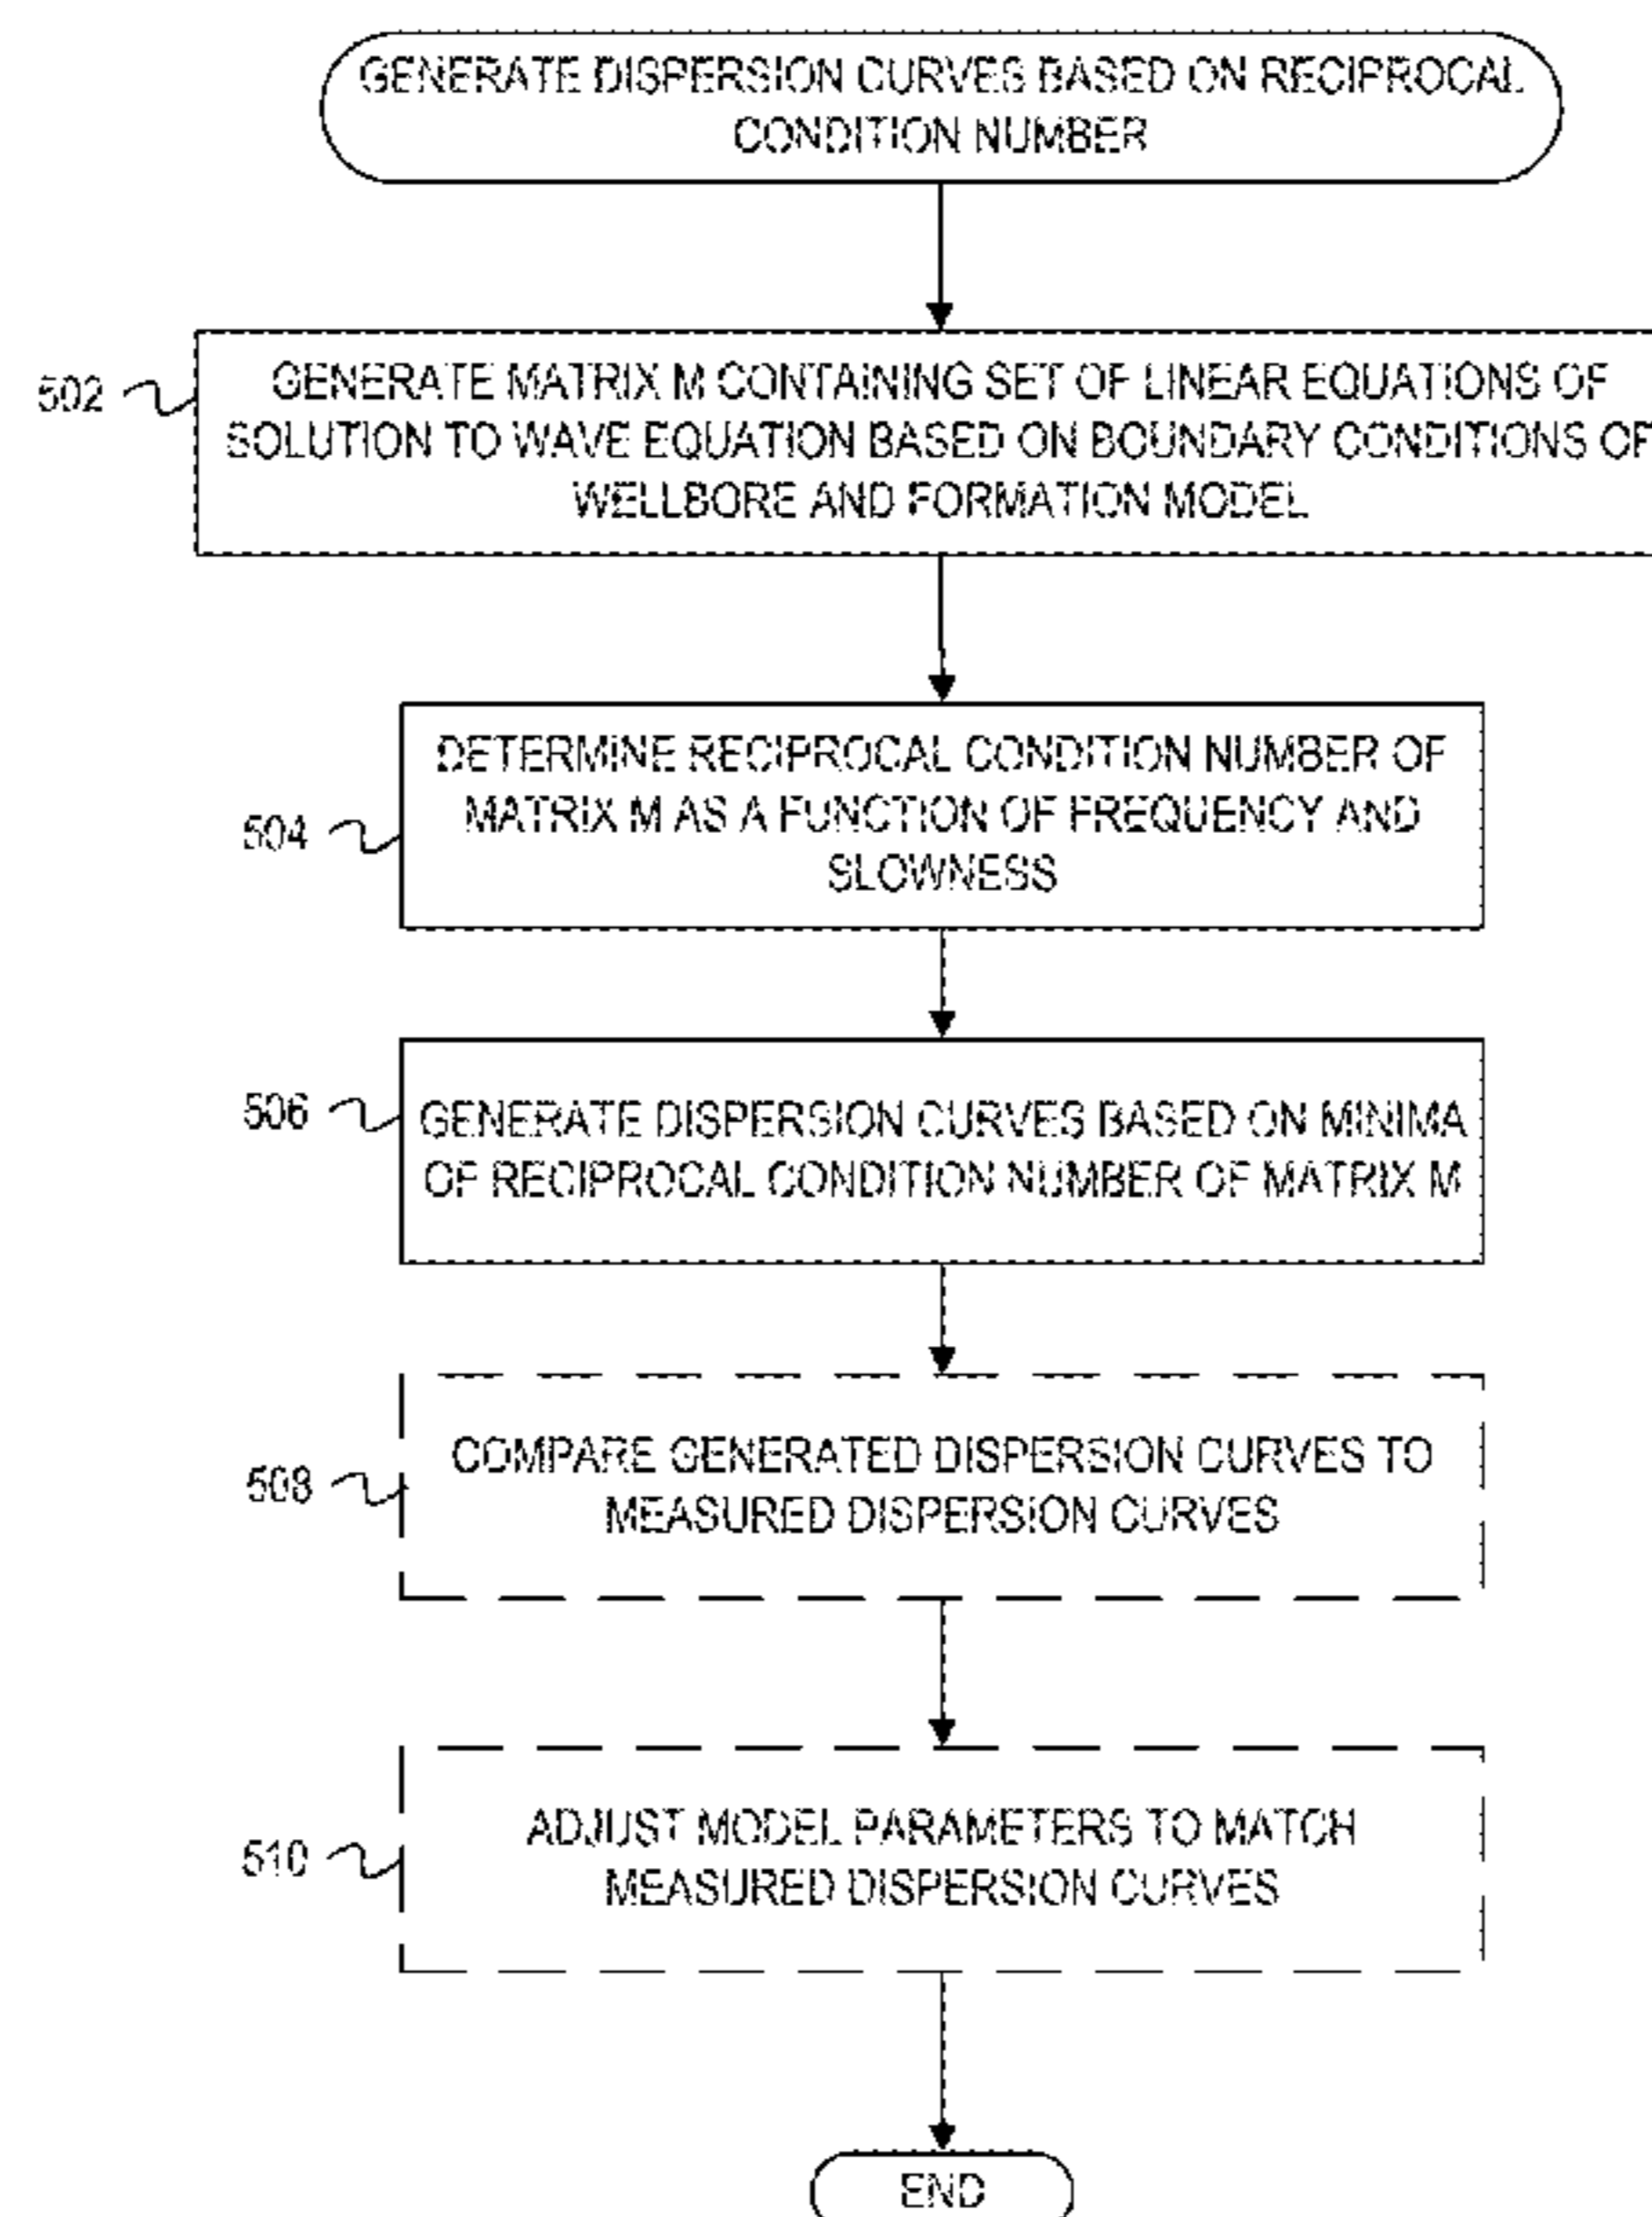 GENERATE DISPERSION CURVES BASED ON RECIPROCAL
CONDITION NUMBER
502
GENERATE MATRIX M CONTAINING SET OF LINEAR EQUATIONS OF
SOLUTION TO WAVE EQUATION BASED ON BOUNDARY CONDITIONS OF
WELLBORE AND FORMATION MODEL
504
DETERMINE RECIPROCAL CONDITION NUMBER OF
MATRIX M AS A FUNCTION OF FREQUENCY AND
SLOWNESS
506
GENERATE DISPERSION CURVES BASED ON MINIMA
OF RECIPROCAL CONDITION NUMBER OF MATRIX M
508
COMPARE GENERATED DISPERSION CURVES TO
MEASURED DISPERSION CURVES
510
ADJUST MODEL PARAMETERS TO MATCH
MEASURED DISPERSION CURVES
END